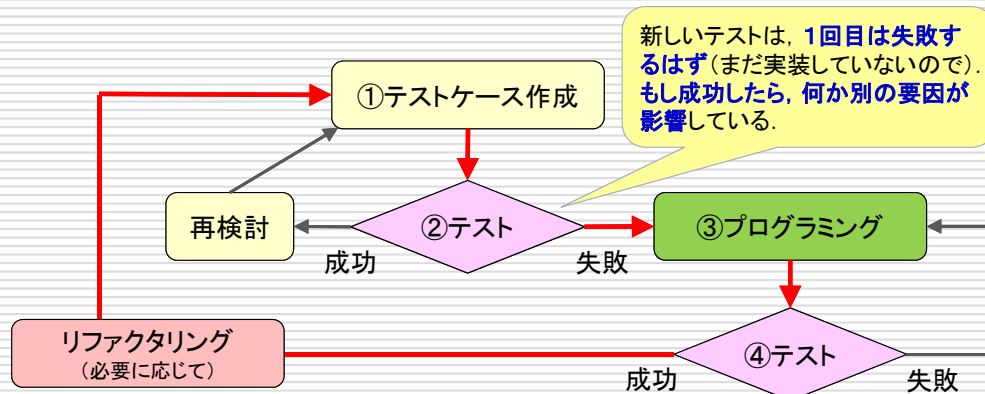 新しいテストは，１回目は失敗す
るはず（まだ実装していないので）．
もし成功したら，何か別の要因が
影響している．
①テストケース作成
再検討
②テスト
③プログラミング
成功
失敗
リファクタリング
（必要に応じて）
④テスト
成功
失敗